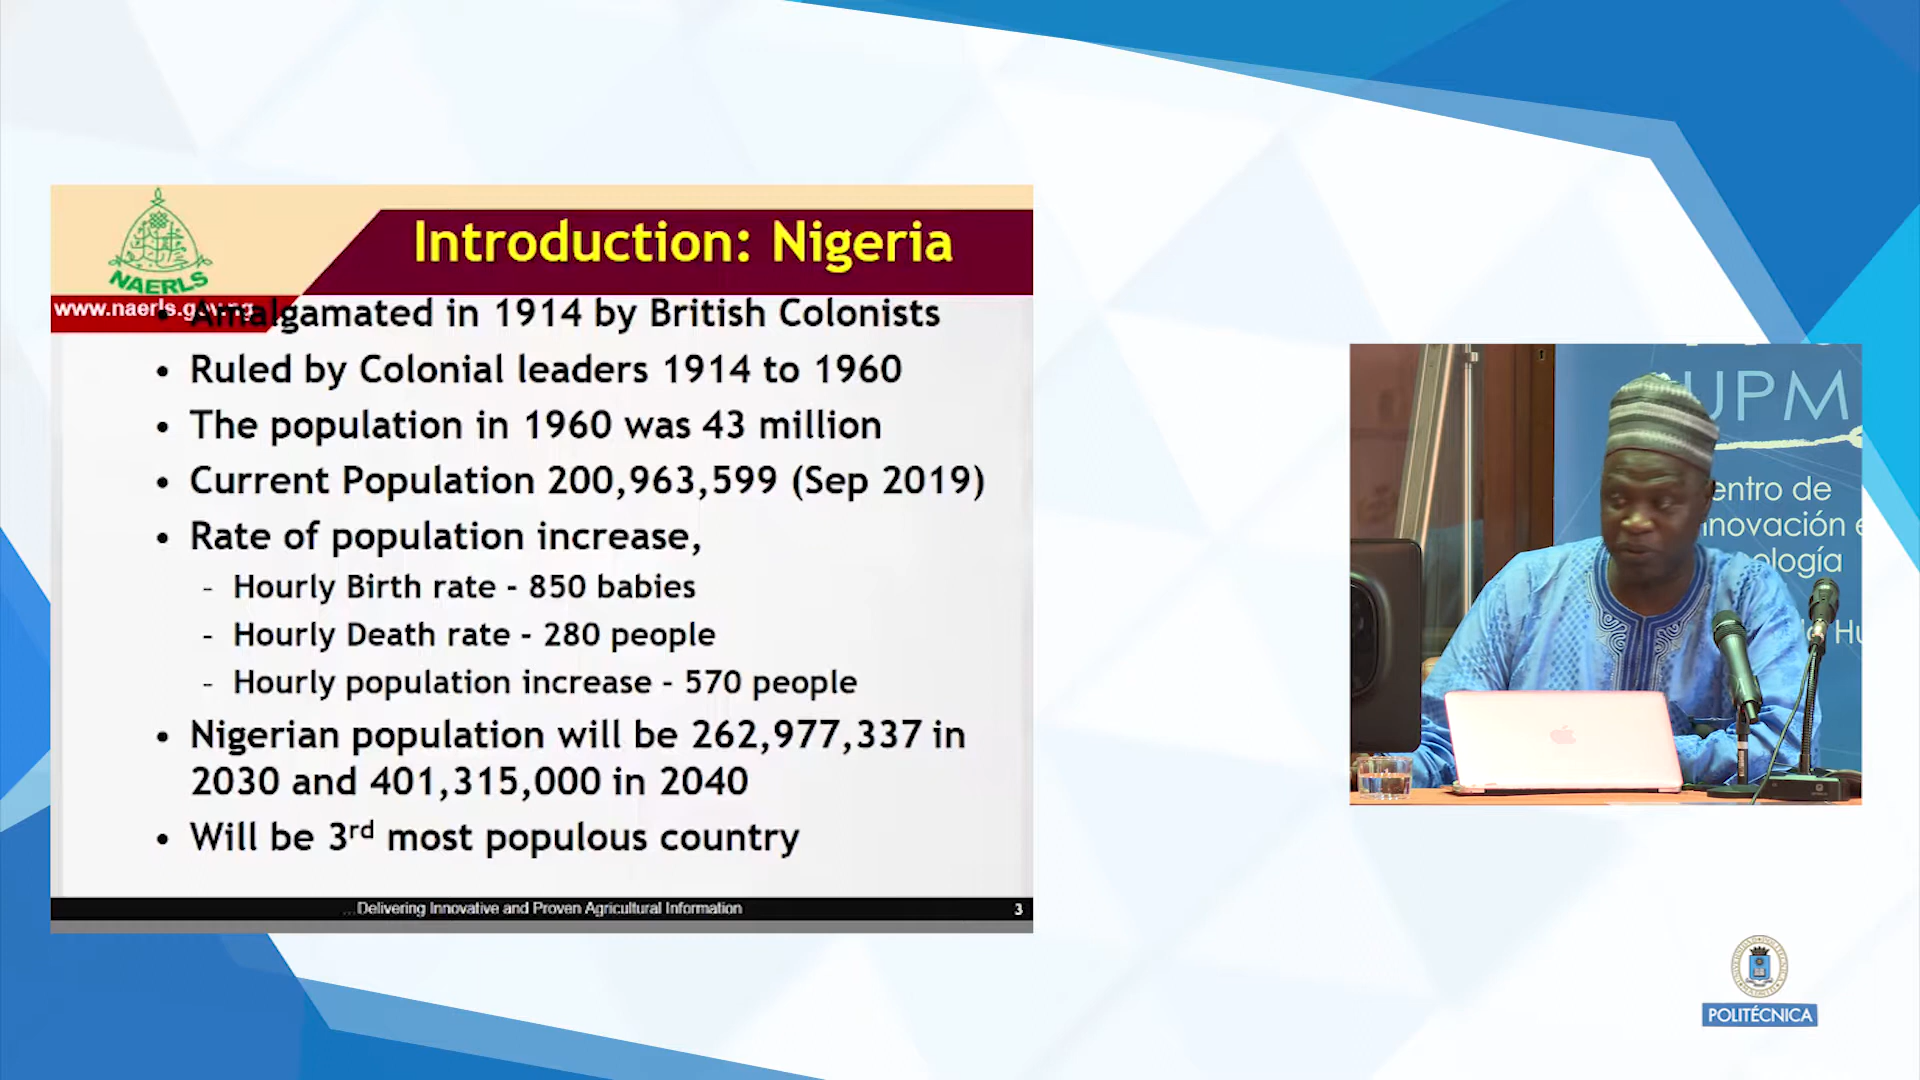 Introduction: Nigeria
NAERLS
www.naerls.gov.ng
• Amalgamated in 1914 by British Colonists
• Ruled by Colonial leaders 1914 to 1960
• The population in 1960 was 43 million
• Current Population 200,963,599 (Sep 2019)
• Rate of population increase,
- Hourly Birth rate - 850 babies
- Hourly Death rate - 280 people
- Hourly population increase - 570 people
• Nigerian population will be 262,977,337 in
2030 and 401,315,000 in 2040
• Will be 3rd most populous country
...Delivering Innovative and Proven Agricultural Information
3
UPM
entro de
nnovación e
ología
Hu
POLITÉCNICA